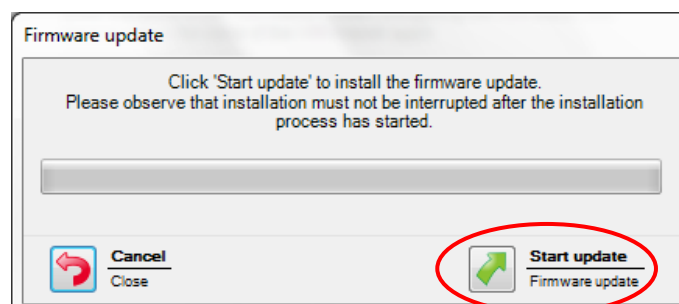 Firmware update
Click 'Start update' to install the firmware update.
Please observe that installation must not be interrupted after the installation
process has started.
Cancel
Close
Start update
Firmware update